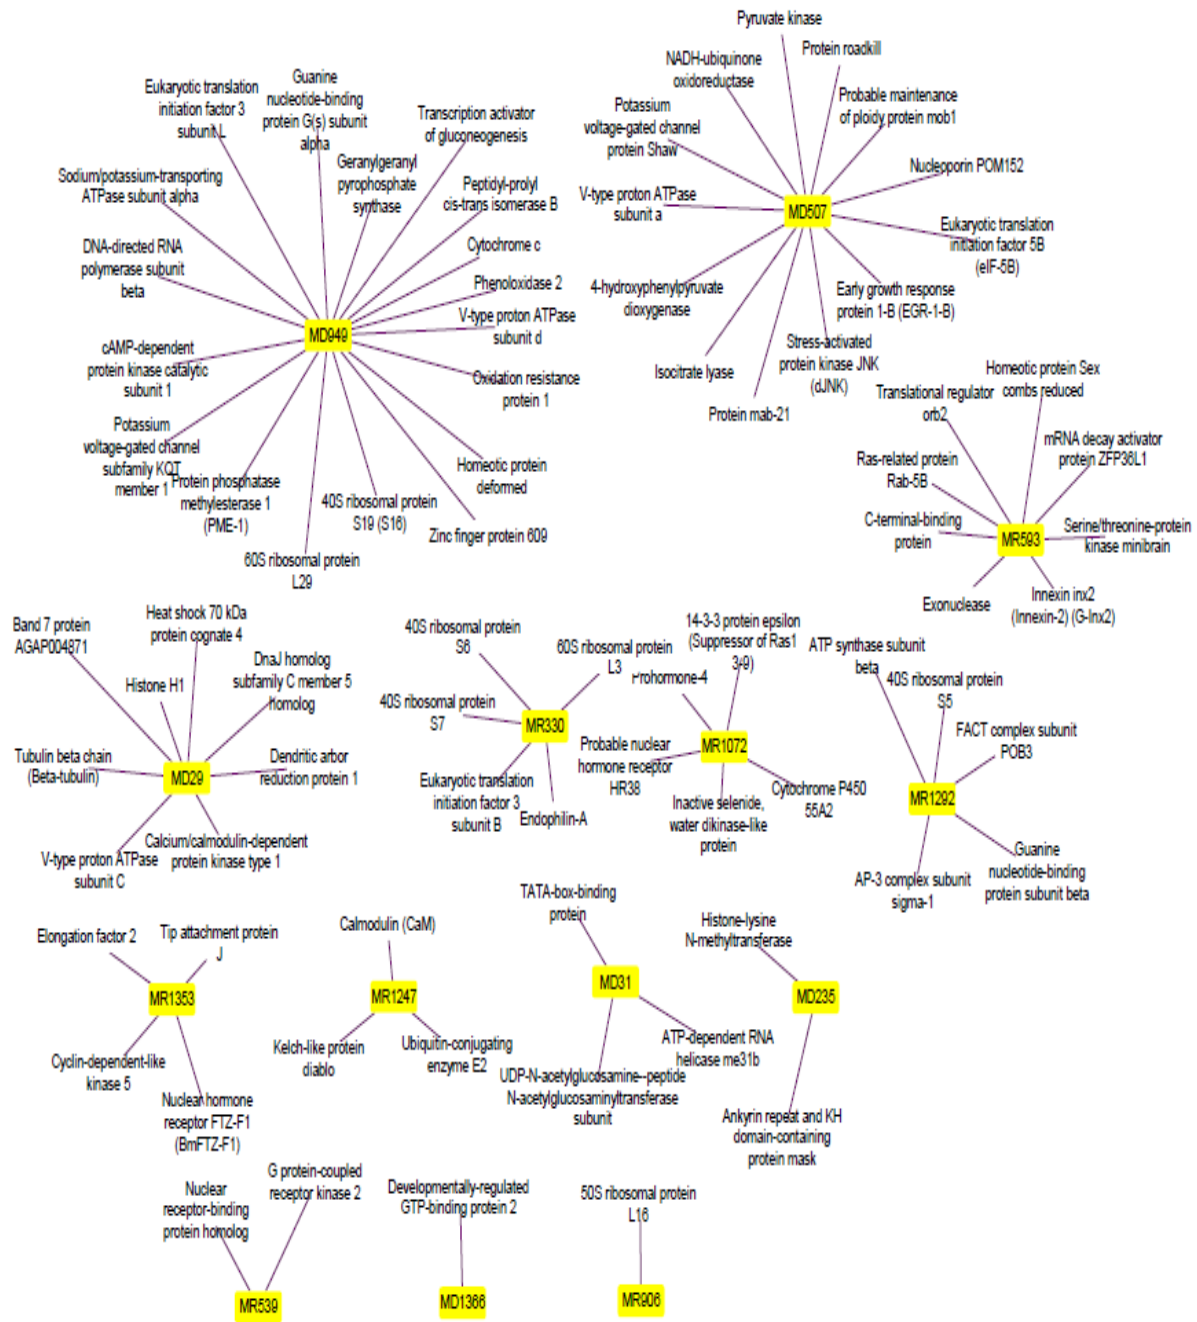 Pyruvate kinase
Protein roadkill
NADH-ubiquinone
oxidoreductase
Probable maintenance
of ploidy protein mob1
Potassium
voltage-gated channel
protein Shaw
Nucleoporin POM152
V-type proton ATPase
subunit a
MD507
Eukaryotic translation
initiation factor 5B
(eIF-5B)
4-hydroxyphenylpyruvate
dioxygenase
Early growth response
protein 1-B (EGR-1-B)
Isocitrate lyase
Stress-activated
protein kinase JNK
(dJNK)
Protein mab-21
Eukaryotic translation
initiation factor 3
subunit L
Guanine
nucleotide-binding
protein G(s) subunit
alpha
Transcription activator
of gluconeogenesis
Geranylgeranyl
pyrophosphate
synthase
Sodium/potassium-transporting
ATPase subunit alpha
Peptidyl-prolyl
cis-trans isomerase B
DNA-directed RNA
polymerase subunit
beta
Cytochrome c
Phenoloxidase 2
MD949
V-type proton ATPase
subunit d
cAMP-dependent
protein kinase catalytic
subunit 1
Oxidation resistance
protein 1
Potassium
voltage-gated channel
subfamily KQT
member 1
Protein phosphatase
methylesterase 1
(PME-1)
Homeotic protein
deformed
40S ribosomal protein
S19 (S16)
Zinc finger protein 609
60S ribosomal protein
L29
Homeotic protein Sex
combs reduced
Translational regulator
orb2
mRNA decay activator
protein ZFP36L1
Ras-related protein
Rab-5B
C-terminal-binding
protein
MR593
Serine/threonine-protein
kinase minibrain
Exonuclease
Innexin inx2
(Innexin-2) (G-Inx2)
Band 7 protein
AGAP004871
Heat shock 70 kDa
protein cognate 4
Histone H1
DnaJ homolog
subfamily C member 5
homolog
Tubulin beta chain
(Beta-tubulin)
MD29
Dendritic arbor
reduction protein 1
V-type proton ATPase
subunit C
Calcium/calmodulin-dependent
protein kinase type 1
40S ribosomal protein
S6
60S ribosomal protein
L3
40S ribosomal protein
S7
MR330
Eukaryotic translation
initiation factor 3
subunit B
Endophilin-A
14-3-3 protein epsilon
(Suppressor of Ras1
3-9)
Prohormone-4
Probable nuclear
hormone receptor
HR38
MR1072
Inactive selenide,
water dikinase-like
protein
Cytochrome P450
55A2
ATP synthase subunit
beta
40S ribosomal protein
S5
FACT complex subunit
POB3
MR1292
AP-3 complex subunit
sigma-1
Guanine
nucleotide-binding
protein subunit beta
Elongation factor 2
Tip attachment protein
J
MR1353
Cyclin-dependent-like
kinase 5
Nuclear hormone
receptor FTZ-F1
(BmFTZ-F1)
Calmodulin (CaM)
MR1247
Kelch-like protein
diablo
Ubiquitin-conjugating
enzyme E2
TATA-box-binding
protein
MD31
ATP-dependent RNA
helicase me31b
UDP-N-acetylglucosamine--peptide
N-acetylglucosaminyltransferase
subunit
Histone-lysine
N-methyltransferase
MD235
Ankyrin repeat and KH
domain-containing
protein mask
Nuclear
receptor-binding
protein homolog
G protein-coupled
receptor kinase 2
MR539
Developmentally-regulated
GTP-binding protein 2
MD1366
50S ribosomal protein
L16
MR906